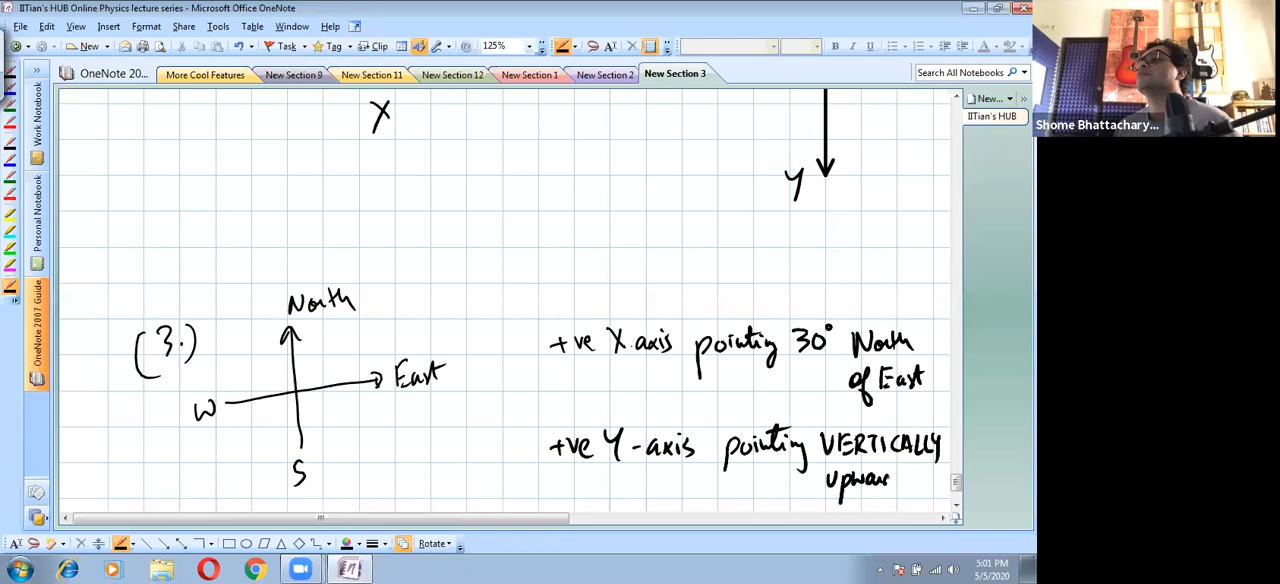 IITian's HUB Online Physics lecture series - Microsoft Office OneNote
File Edit View Insert Format Share Tools Table Window Help
New Task Tag Clip 125%
OneNote 20... More Cool Features New Section 9 New Section 11 New Section 12 New Section 1 New Section 2 New Section 3 Search All Notebooks
New...
IITian's HUB
Work Notebook
Personal Notebook
OneNote 2007 Guide
Shome Bhattachary...
X
Y
(3.)
North
East
W
S
+ve X axis pointing 30° North
of East
+ve Y-axis pointing VERTICALLY
upwar
Rotate
5:01 PM
5/5/2020